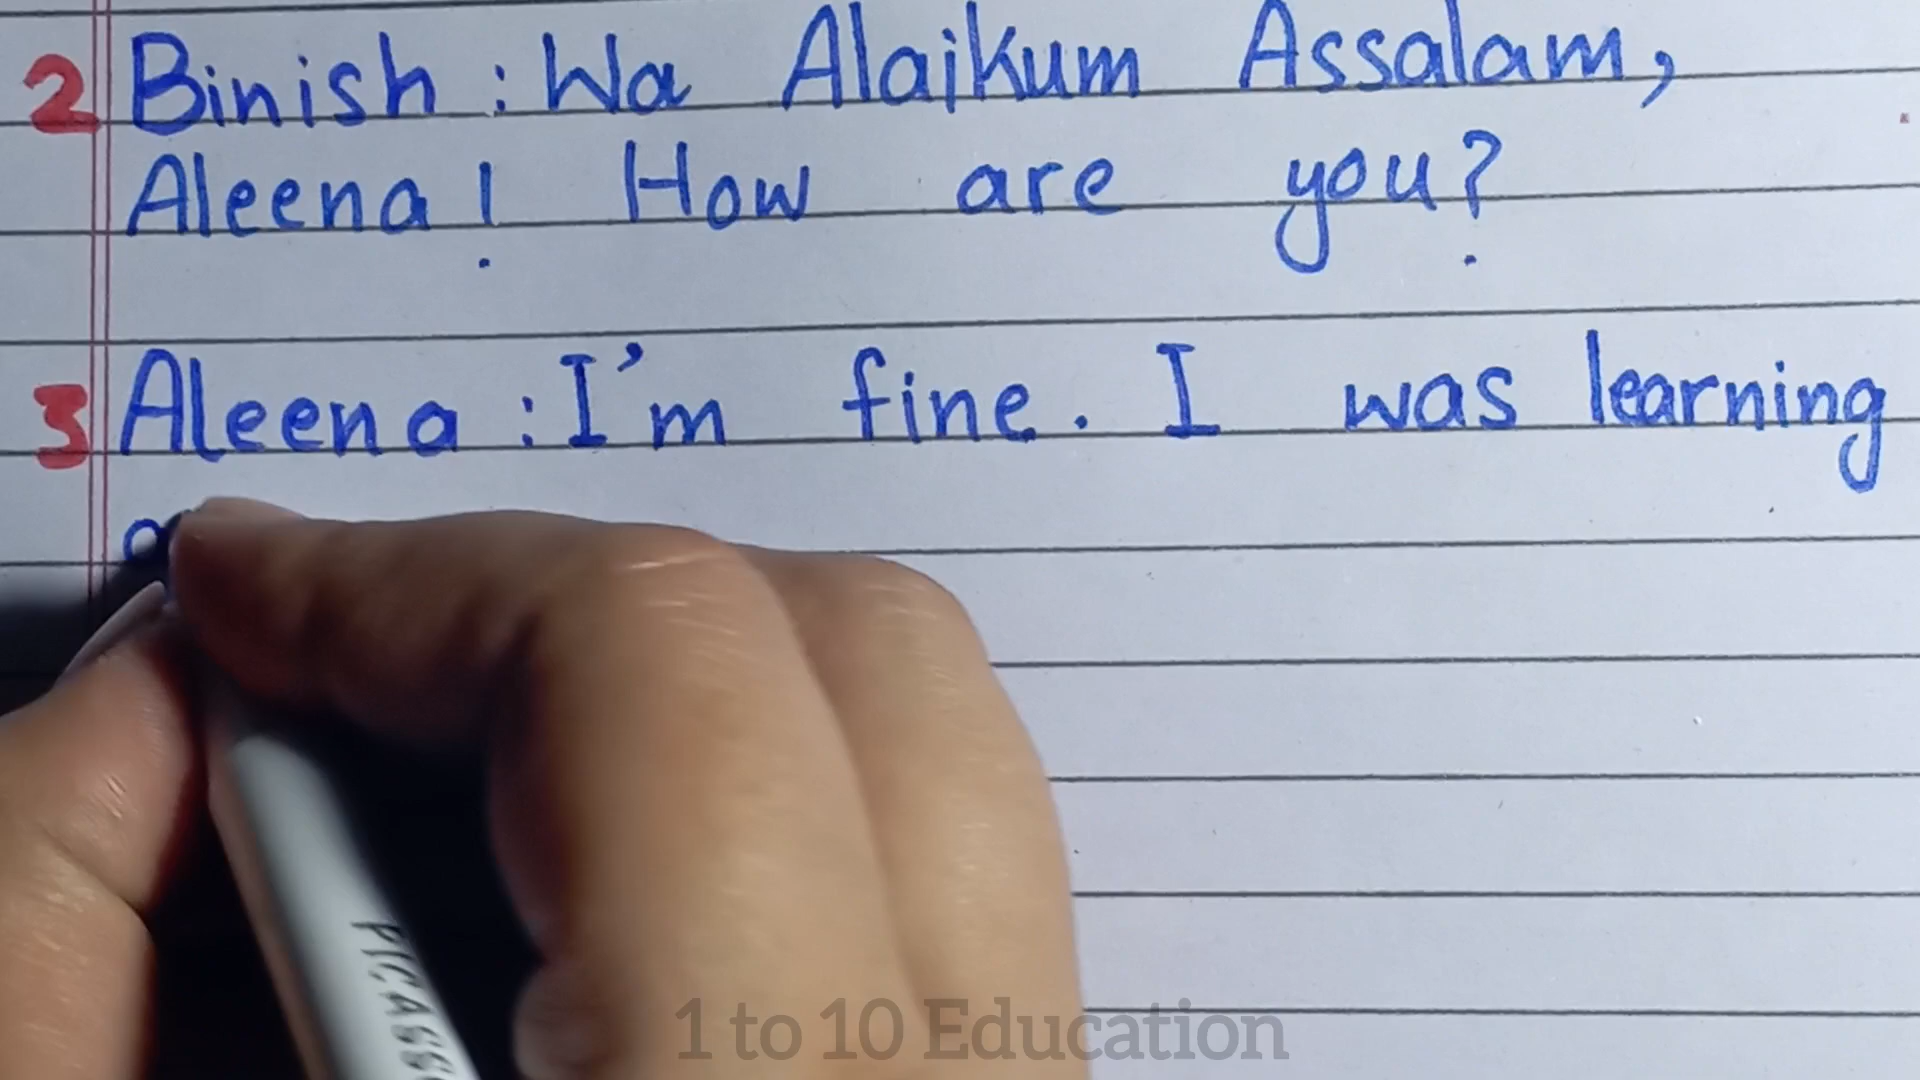 2 Binish : Wa Alaikum Assalam,
Aleena! How are you?
3 Aleena : I'm fine. I was learning
1 to 10 Education